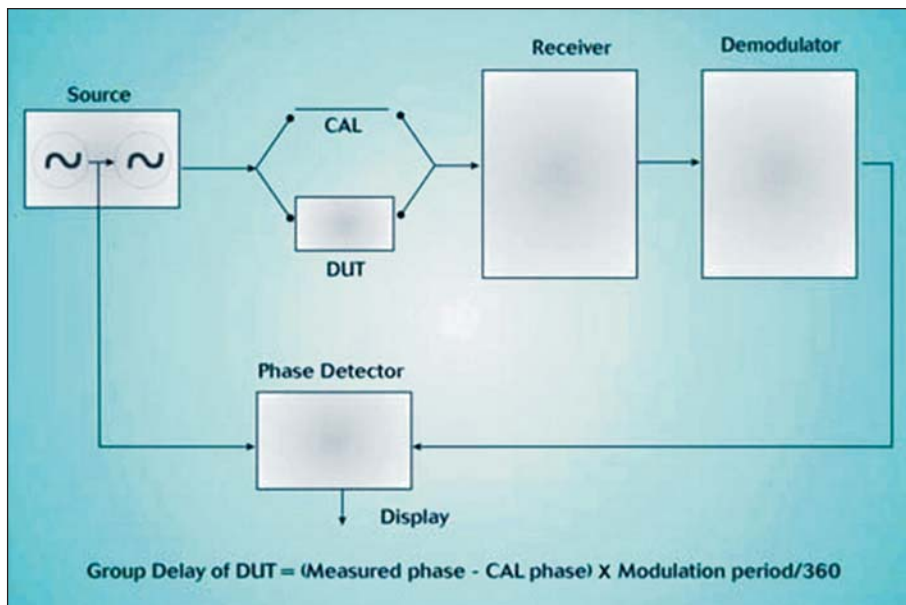 Source
Receiver
Demodulator
CAL
DUT
Phase Detector
Display
Group Delay of DUT = (Measured phase - CAL phase) X Modulation period/360